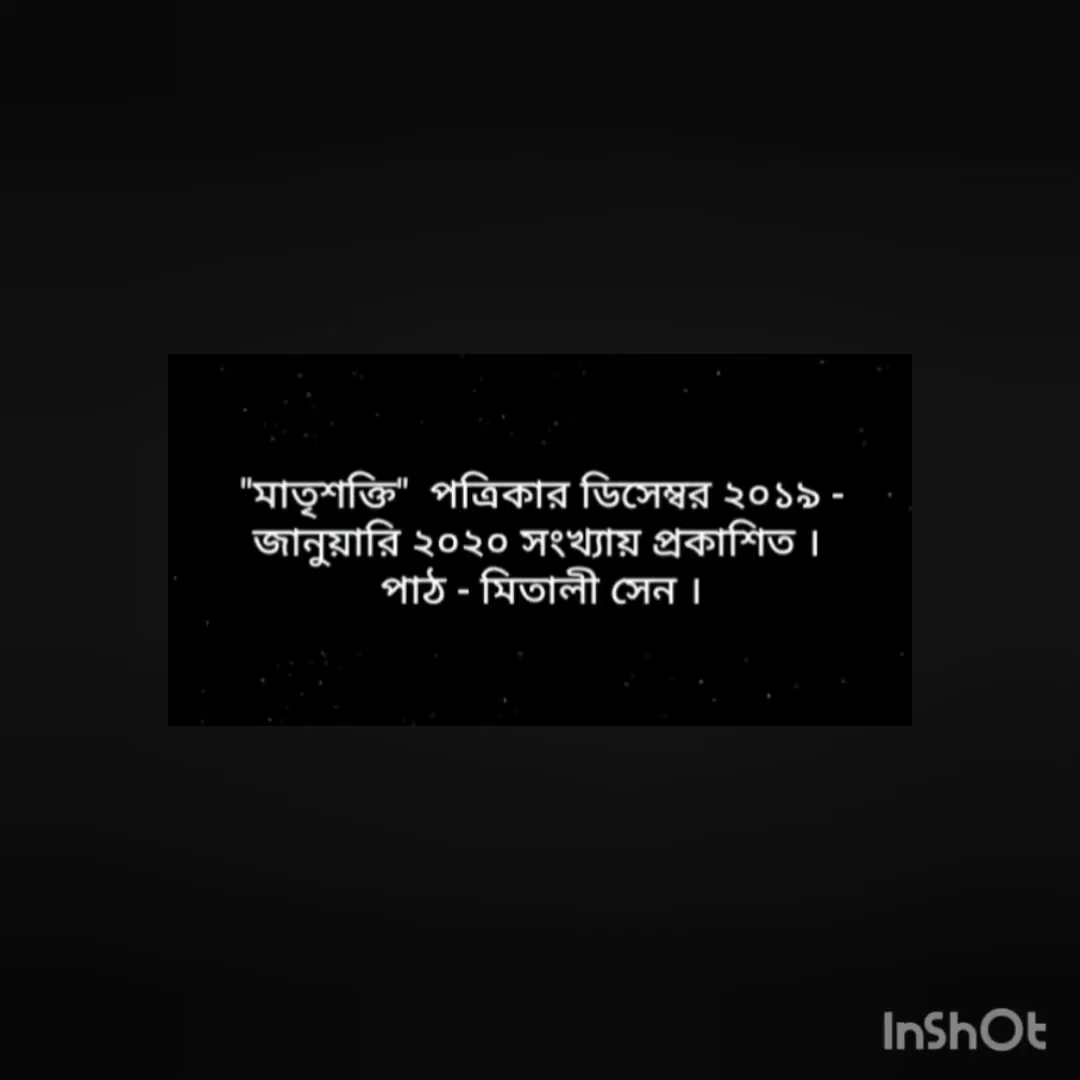 "মাতৃশক্তি" পত্রিকার ডিসেম্বর ২০১৯ -
জানুয়ারি ২০২০ সংখ্যায় প্রকাশিত ।
পাঠ - মিতালী সেন ।
InShOt